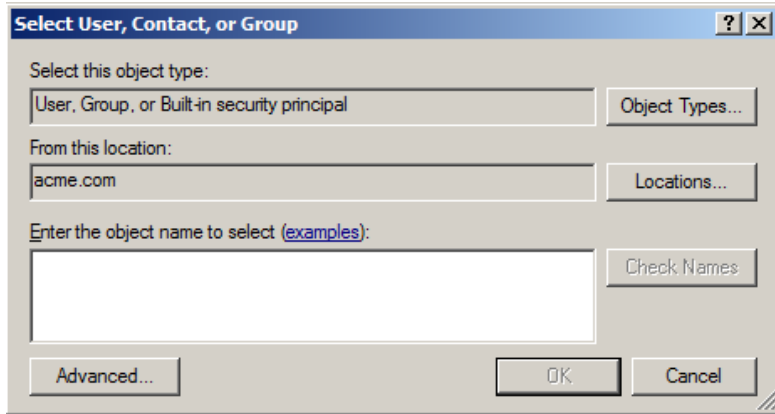 Select User, Contact, or Group
Select this object type:
User, Group, or Built-in security principal
Object Types...
From this location:
acme.com
Locations...
Enter the object name to select (examples):
Check Names
Advanced...
OK
Cancel